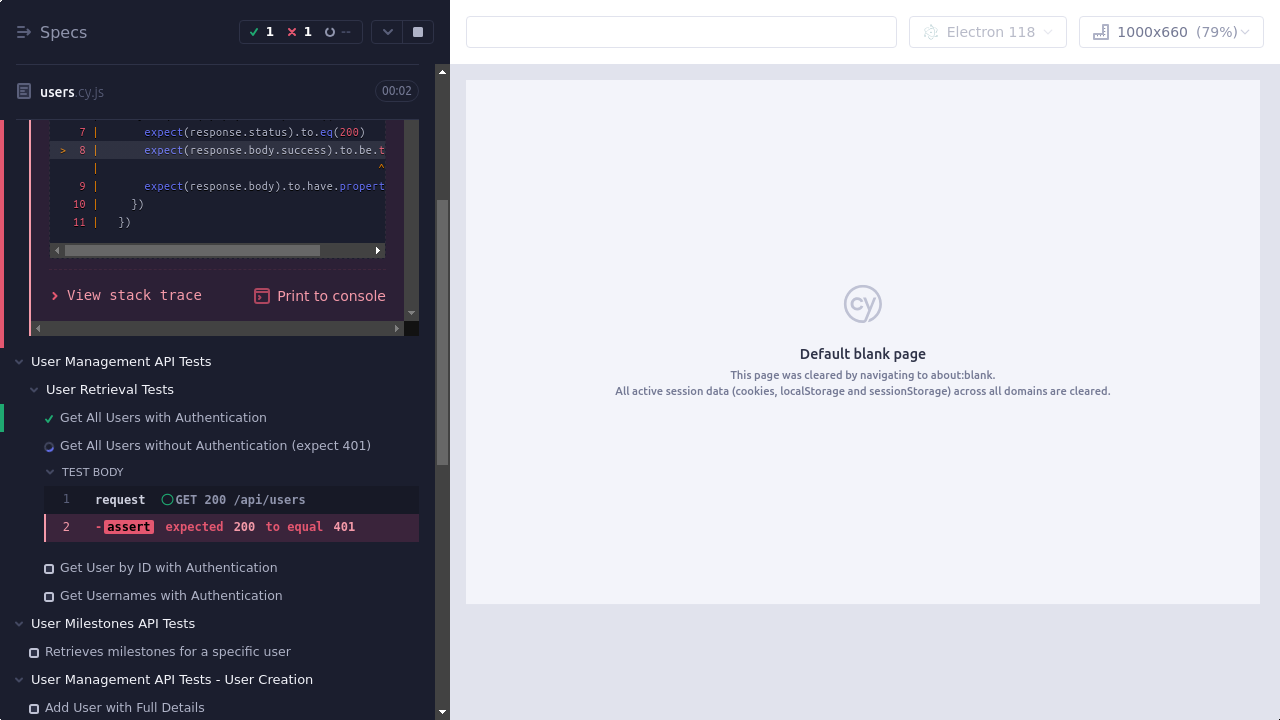 Specs
1
1
--
users.cy.js
00:02
7 | expect(response.status).to.eq(200)
> 8 | expect(response.body.success).to.be.t
| ^
9 | expect(response.body).to.have.propert
10 | })
11 | })
View stack trace
Print to console
User Management API Tests
User Retrieval Tests
Get All Users with Authentication
Get All Users without Authentication (expect 401)
TEST BODY
1 request GET 200 /api/users
2 -assert expected 200 to equal 401
Get User by ID with Authentication
Get Usernames with Authentication
User Milestones API Tests
Retrieves milestones for a specific user
User Management API Tests - User Creation
Add User with Full Details
Electron 118
1000x660 (79%)
cy
Default blank page
This page was cleared by navigating to about:blank.
All active session data (cookies, localStorage and sessionStorage) across all domains are cleared.